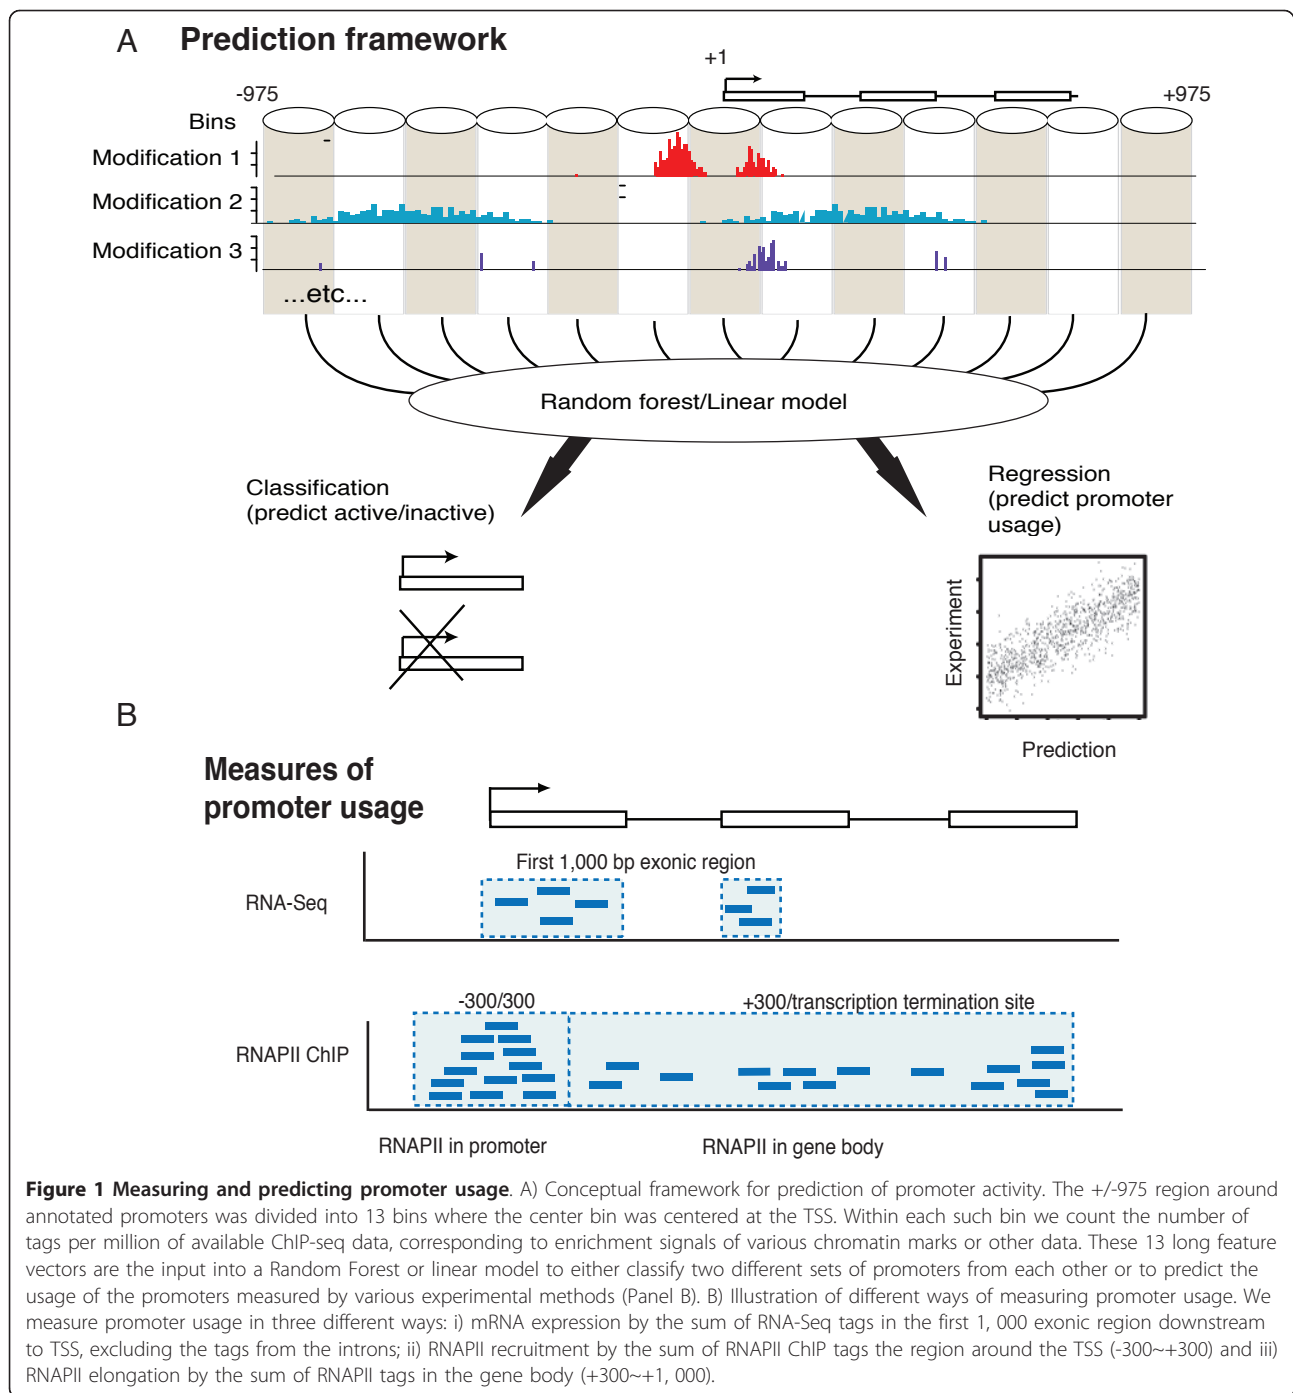 A Prediction framework
+1
-975
+975
Bins
Modification 1
Modification 2
Modification 3
...etc...
Random forest/Linear model
Classification
(predict active/inactive)
Regression
(predict promoter
usage)
Experiment
Prediction
B
Measures of
promoter usage
First 1,000 bp exonic region
RNA-Seq
-300/300
+300/transcription termination site
RNAPII ChIP
RNAPII in promoter
RNAPII in gene body
Figure 1 Measuring and predicting promoter usage. A) Conceptual framework for prediction of promoter activity. The +/-975 region around
annotated promoters was divided into 13 bins where the center bin was centered at the TSS. Within each such bin we count the number of
tags per million of available ChIP-seq data, corresponding to enrichment signals of various chromatin marks or other data. These 13 long feature
vectors are the input into a Random Forest or linear model to either classify two different sets of promoters from each other or to predict the
usage of the promoters measured by various experimental methods (Panel B). B) Illustration of different ways of measuring promoter usage. We
measure promoter usage in three different ways: i) mRNA expression by the sum of RNA-Seq tags in the first 1, 000 exonic region downstream
to TSS, excluding the tags from the introns; ii) RNAPII recruitment by the sum of RNAPII ChIP tags the region around the TSS (-300~+300) and iii)
RNAPII elongation by the sum of RNAPII tags in the gene body (+300~+1, 000).